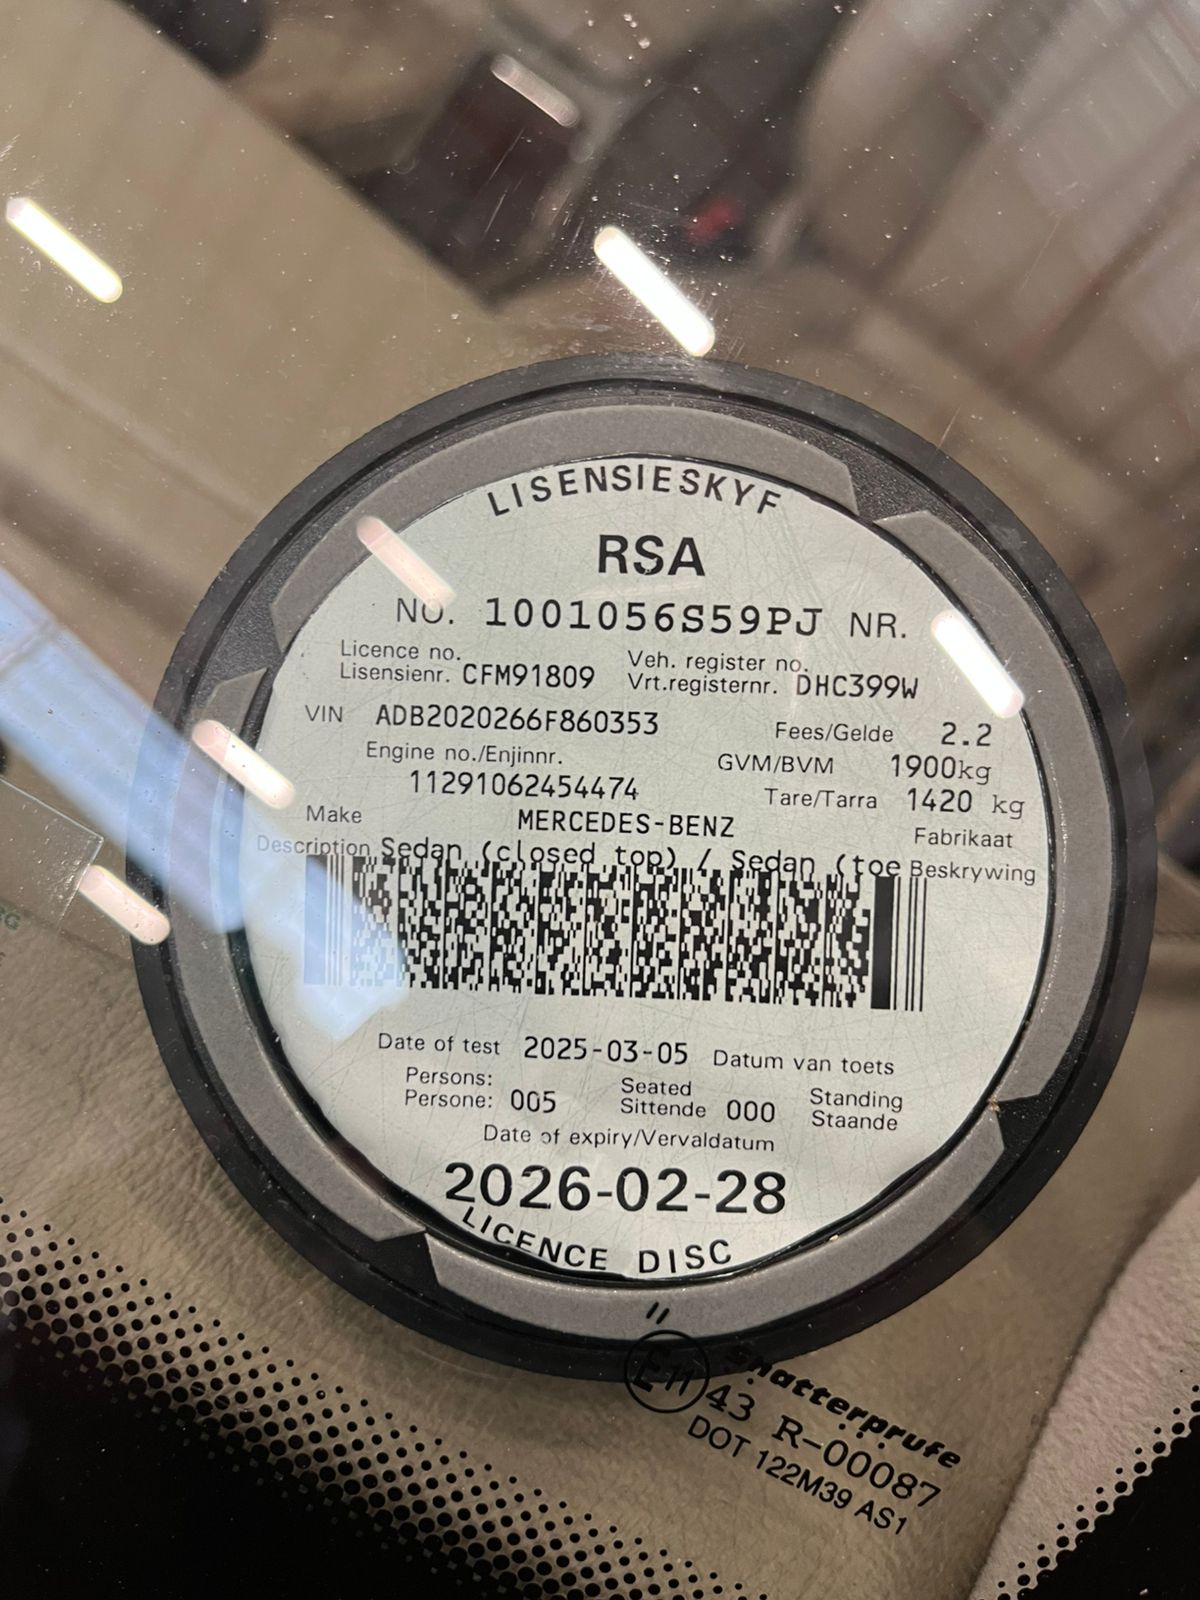 LISENSIESKYF
RSA
NO. 1001056S59PJ NR.
Licence no. Veh. register no.
Lisensienr. CFM91809 Vrt.registernr. DHC399W
VIN ADB2020266F860353 Fees/Gelde 2.2
Engine no./Enjinnr. GVM/BVM 1900kg
11291062454474 Tare/Tarra 1420 kg
Make MERCEDES-BENZ Fabrikaat
Description Sedan (closed top) / Sedan (toe Beskrywing
Date of test 2025-03-05 Datum van toets
Persons: Seated Standing
Persone: 005 Sittende 000 Staande
Date of expiry/Vervaldatum
2026-02-28
LICENCE DISC
E11 Shatterprufe
43 R-00087
DOT 122M39 AS1